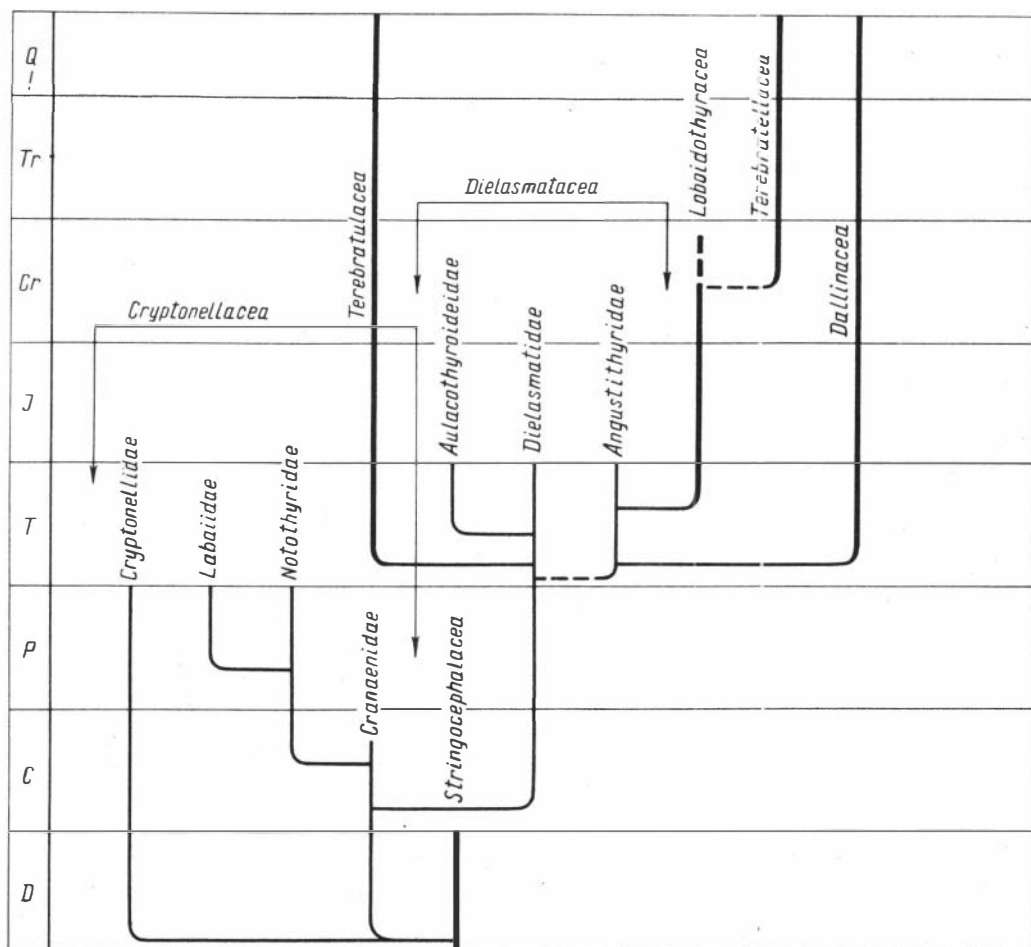 Q
!
Tr
Cr
J
T
P
C
D
Cryptonellacea
Dielasmatacea
Cryptonellidae
Labaiidae
Notothyridae
Cranaenidae
Terebratulacea
Stringocephalacea
Aulacothyroideidae
Dielasmatidae
Angustithyridae
Loboidothyracea
Terebratellacea
Dallinacea